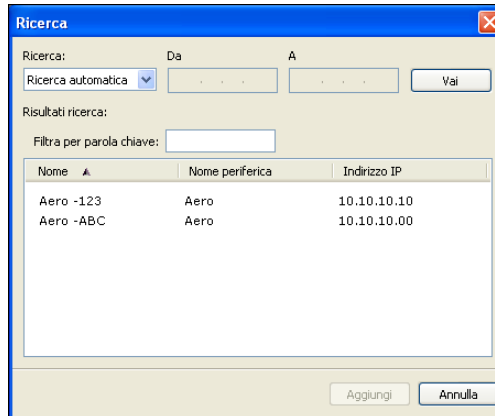 Ricerca
Ricerca: Da A
Ricerca automatica . . . . . . Vai
Risultati ricerca:
Filtra per parola chiave:
Nome Nome periferica Indirizzo IP
Aero -123 Aero 10.10.10.10
Aero -ABC Aero 10.10.10.00
Aggiungi Annulla